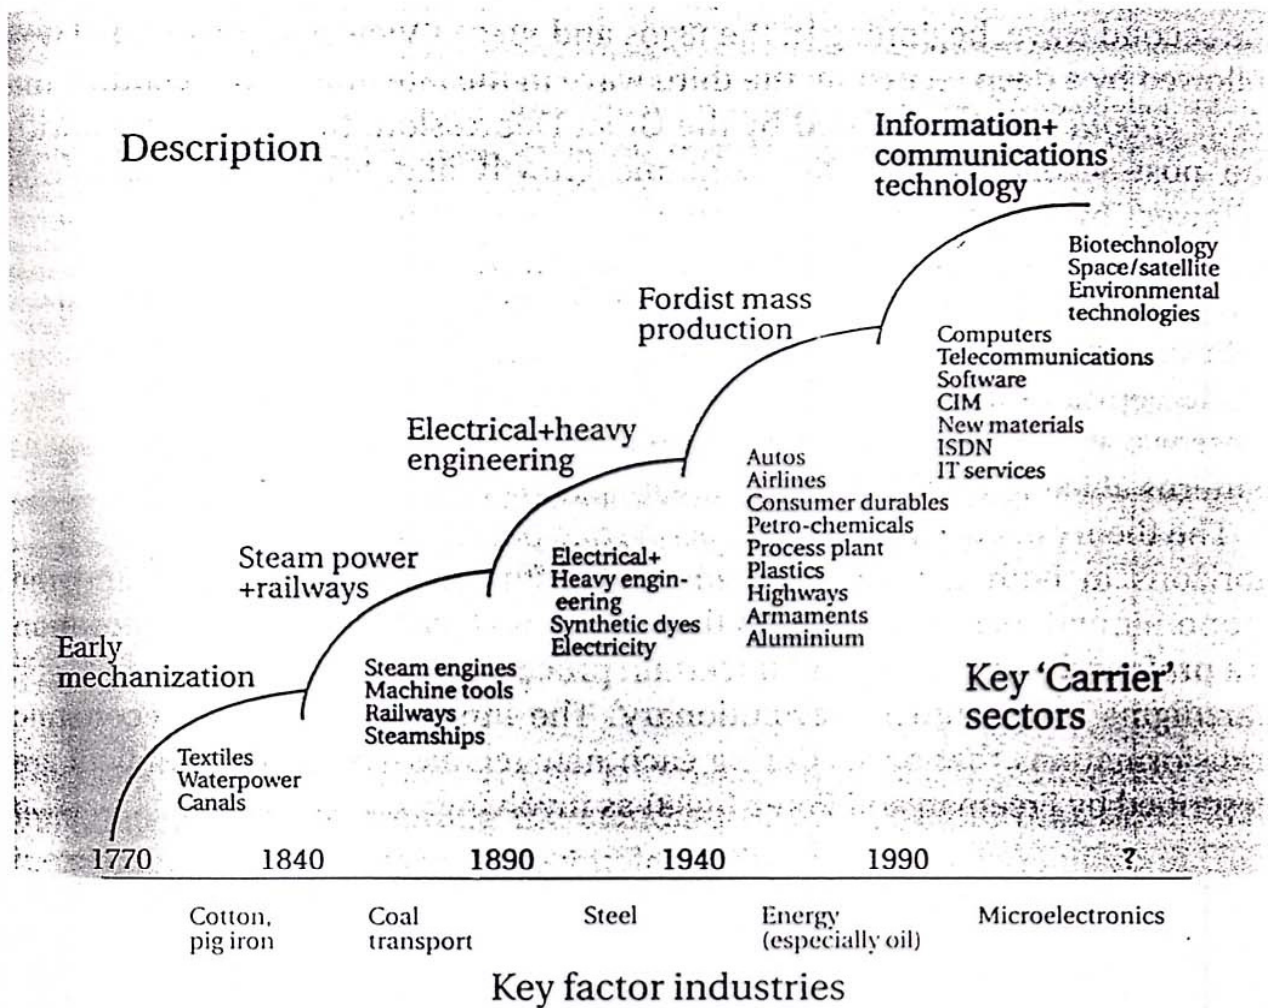 Description
Information+
communications
technology
Biotechnology
Space/satellite
Environmental
technologies
Fordist mass
production
Computers
Telecommunications
Software
CIM
New materials
ISDN
IT services
Electrical+heavy
engineering
Autos
Airlines
Consumer durables
Petro-chemicals
Process plant
Plastics
Highways
Armaments
Aluminium
Steam power
+railways
Electrical+
Heavy engin-
eering
Synthetic dyes
Electricity
Early
mechanization
Steam engines
Machine tools
Railways
Steamships
Key 'Carrier'
sectors
Textiles
Waterpower
Canals
1770 1840 1890 1940 1990 ?
Cotton, Coal Steel Energy Microelectronics
pig iron transport (especially oil)
Key factor industries